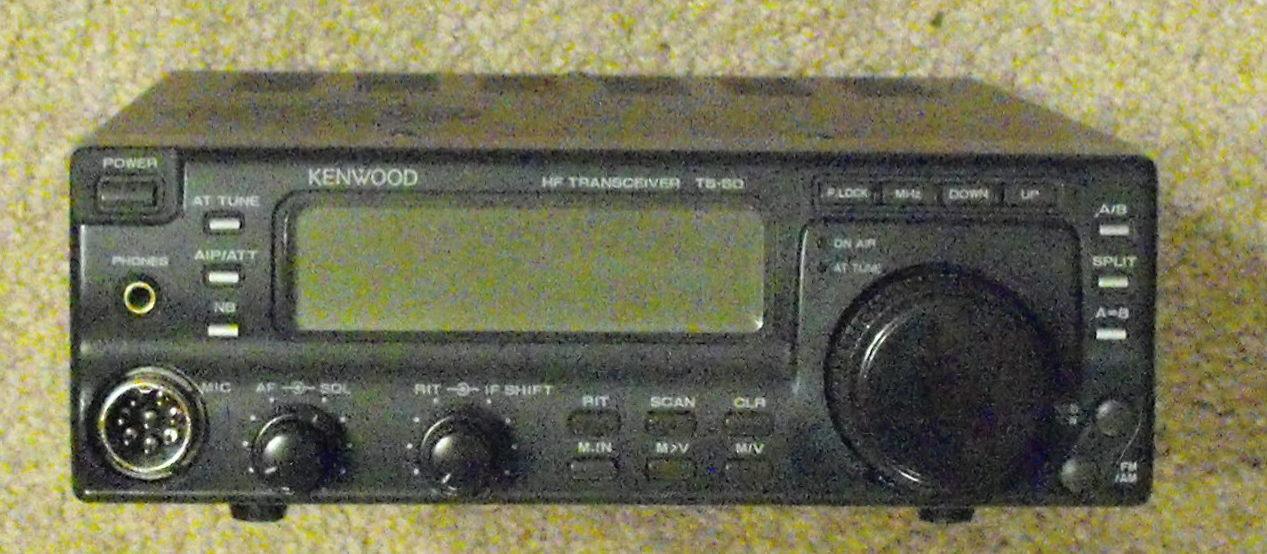 POWER
KENWOOD
HF TRANSCEIVER TS-50
F.LOCK MHz DOWN UP
AT TUNE
A/B
ON AIR
AIP/ATT
PHONES
SPLIT
AT TUNE
NB
A=B
MIC
AF SQL
RIT IF SHIFT
RIT SCAN CLR
M.IN M>V M/V
FM
/AM